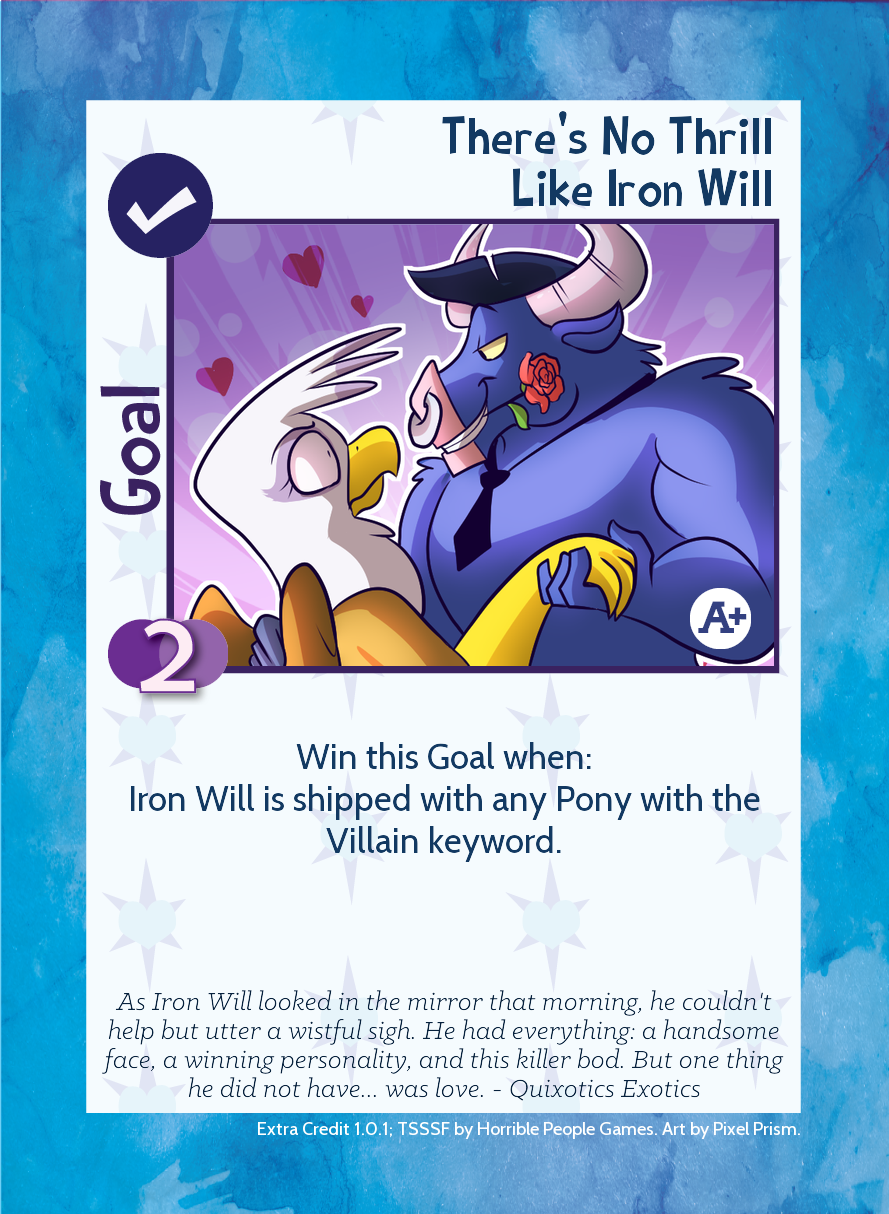 There's No Thrill
Like Iron Will
Goal
A+
2
Win this Goal when:
Iron Will is shipped with any Pony with the
Villain keyword.
As Iron Will looked in the mirror that morning, he couldn't
help but utter a wistful sigh. He had everything: a handsome
face, a winning personality, and this killer bod. But one thing
he did not have... was love. - Quixotics Exotics
Extra Credit 1.0.1; TSSSF by Horrible People Games. Art by Pixel Prism.